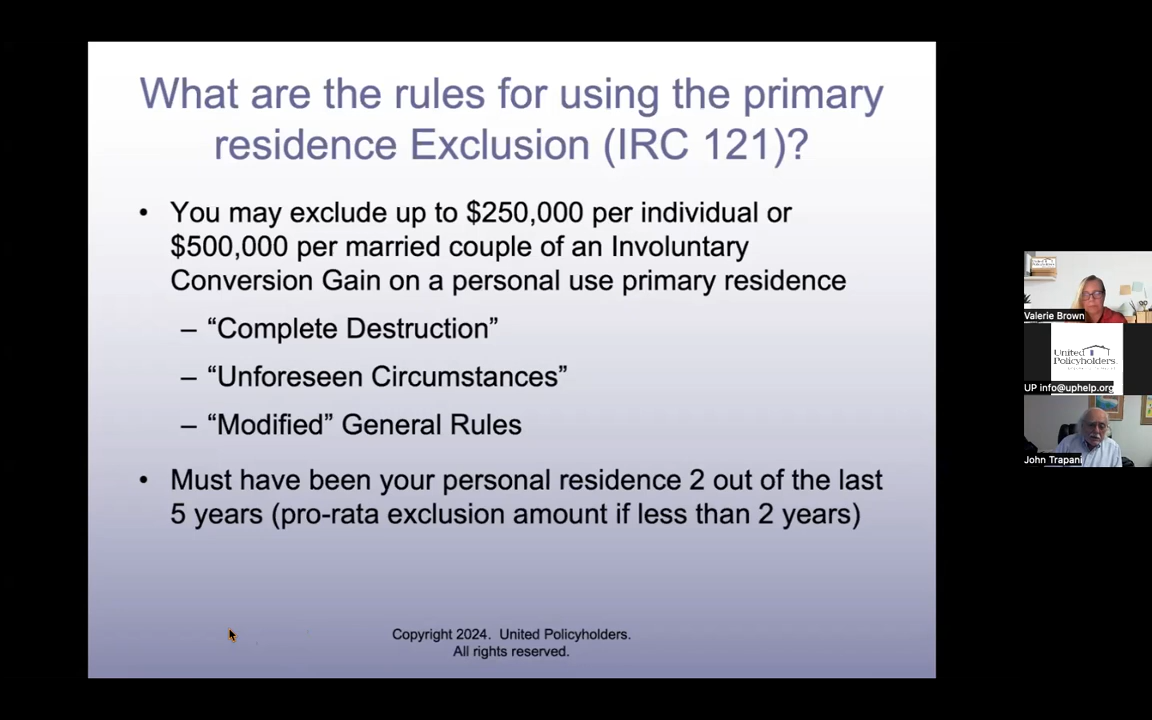 What are the rules for using the primary
residence Exclusion (IRC 121)?
• You may exclude up to $250,000 per individual or
$500,000 per married couple of an Involuntary
Conversion Gain on a personal use primary residence
– “Complete Destruction”
– “Unforeseen Circumstances”
– “Modified” General Rules
• Must have been your personal residence 2 out of the last
5 years (pro-rata exclusion amount if less than 2 years)
Copyright 2024. United Policyholders.
All rights reserved.
Valerie Brown
United
Policyholders
UP info@uphelp.org
John Trapani